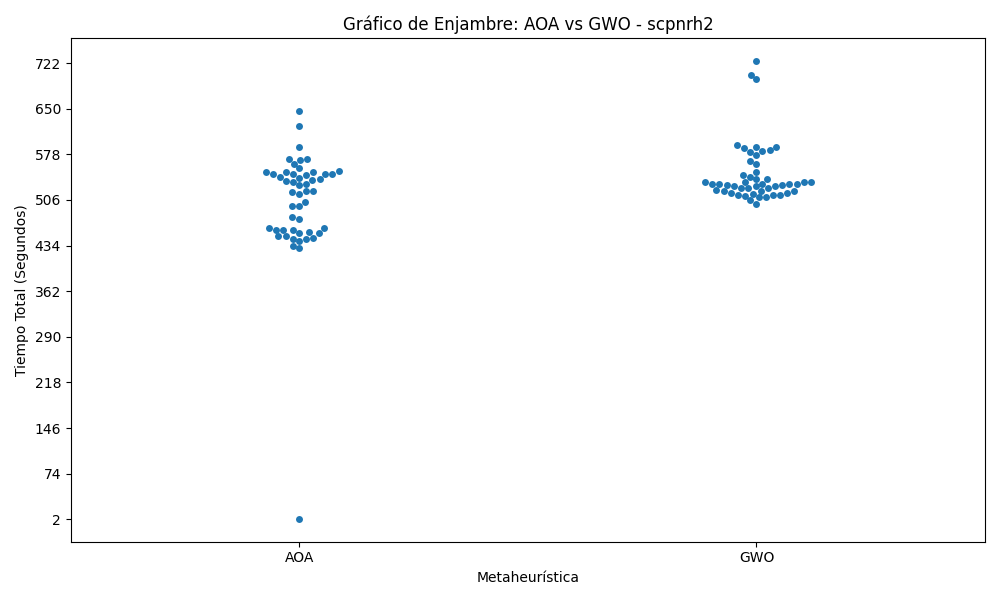 Gráfico de Enjambre: AOA vs GWO - scpnrh2
722
650
578
506
434
362
290
218
146
74
2
Tiempo Total (Segundos)
AOA
GWO
Metaheurística